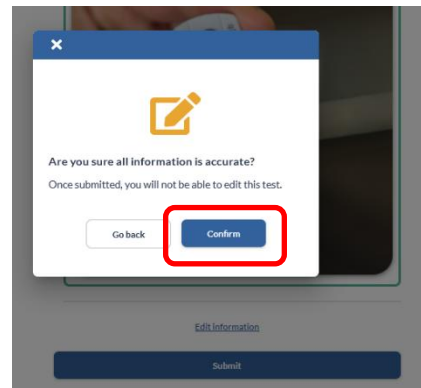 Are you sure all information is accurate?
Once submitted, you will not be able to edit this test.
Go back
Confirm
Edit information
Submit